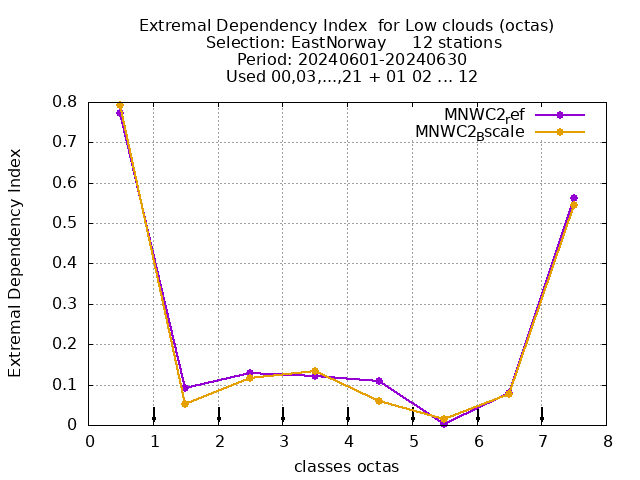 Extremal Dependency Index  for Low clouds (octas)
Selection: EastNorway     12 stations
Period: 20240601-20240630
Used 00,03,...,21 + 01 02 ... 12
MNWC2ref
MNWC2Bscale
0.8
0.7
0.6
0.5
0.4
0.3
0.2
0.1
0
Extremal Dependency Index
0 1 2 3 4 5 6 7 8
classes octas